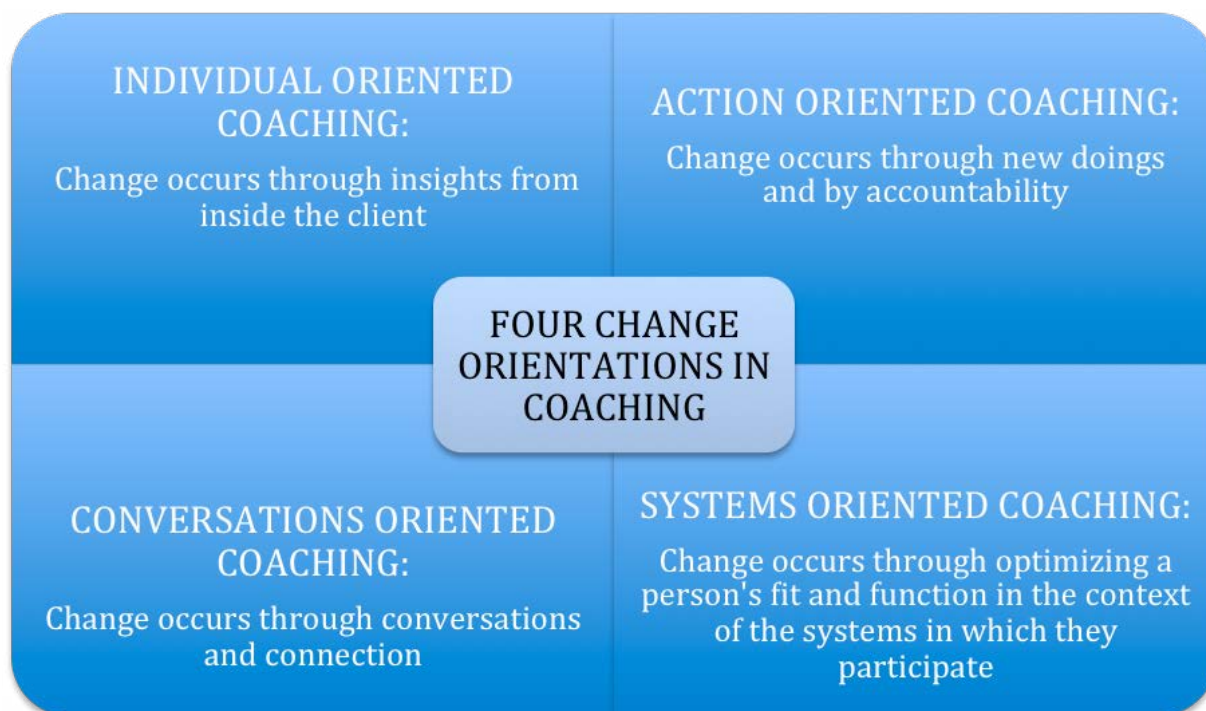 INDIVIDUAL ORIENTED
COACHING:
Change occurs through insights from
inside the client
ACTION ORIENTED COACHING:
Change occurs through new doings
and by accountability
FOUR CHANGE
ORIENTATIONS IN
COACHING
CONVERSATIONS ORIENTED
COACHING:
Change occurs through conversations
and connection
SYSTEMS ORIENTED COACHING:
Change occurs through optimizing a
person's fit and function in the context
of the systems in which they
participate